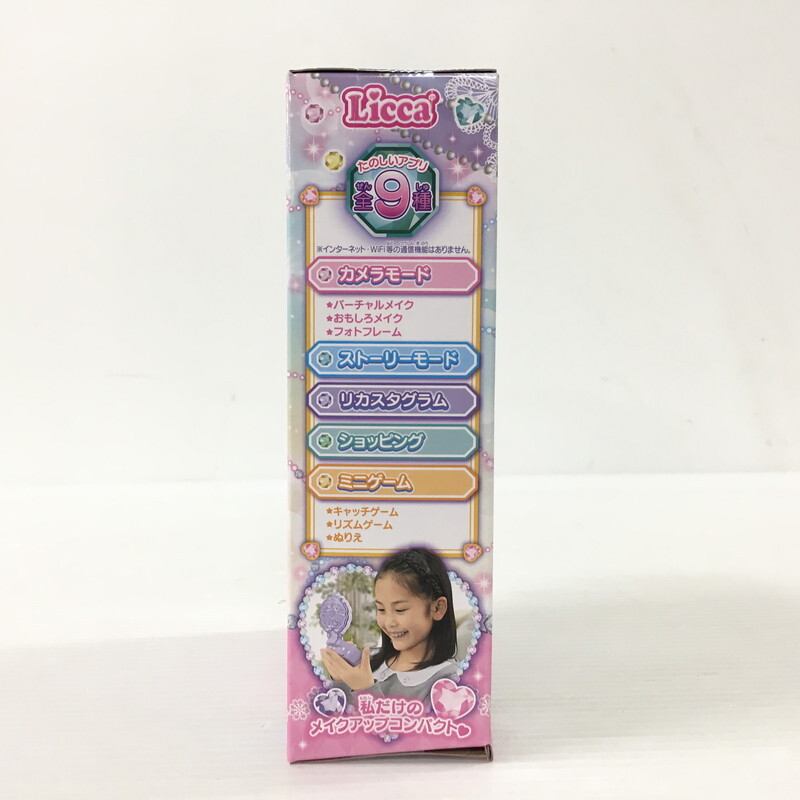 Licca
たのしいアプリ
全9種
※インターネット・WiFi等の通信機能はありません。
カメラモード
★バーチャルメイク
★おもしろメイク
★フォトフレーム
ストーリーモード
リカスタグラム
ショッピング
ミニゲーム
★キャッチゲーム
★リズムゲーム
★ぬりえ
私だけの
メイクアップコンパクト♥